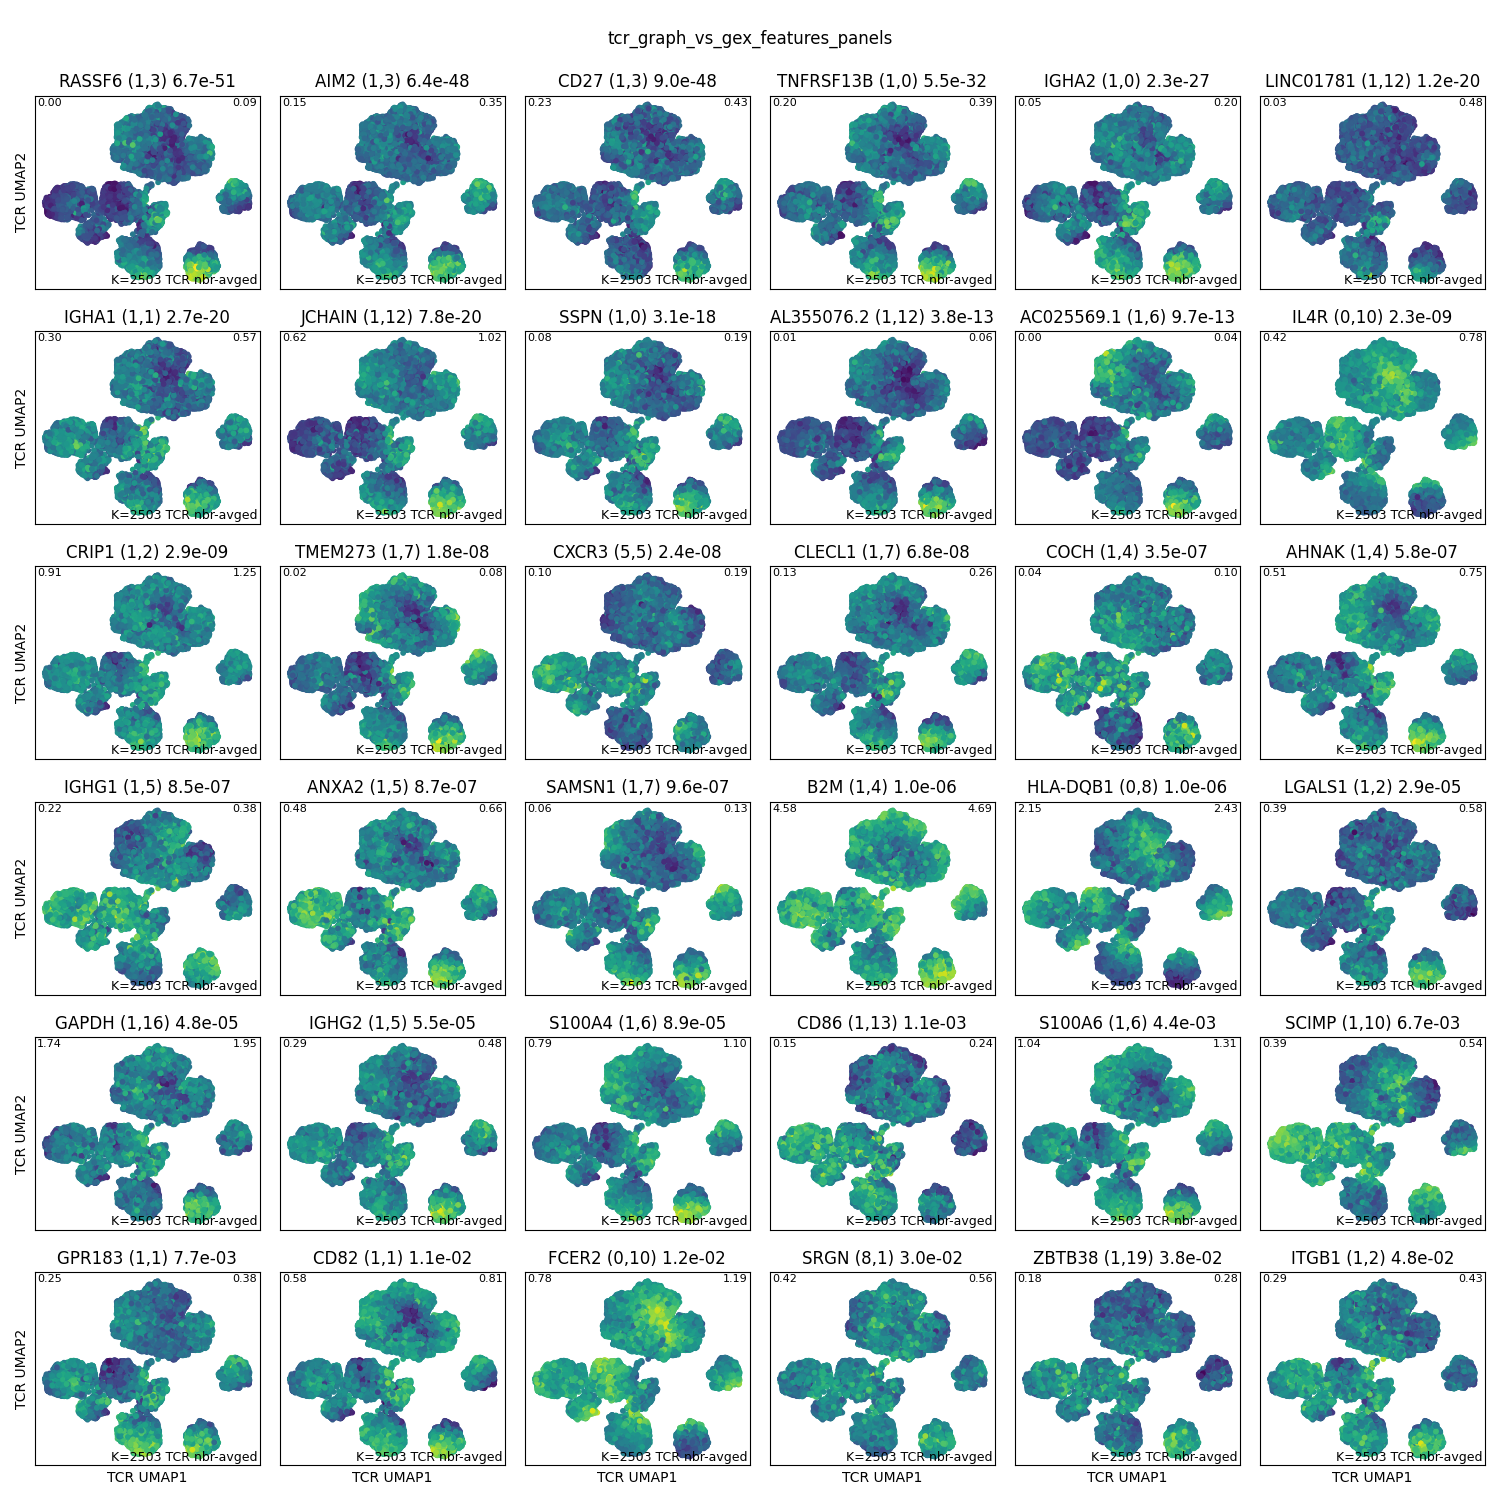 tcr_graph_vs_gex_features_panels
RASSF6 (1,3) 6.7e-51 AIM2 (1,3) 6.4e-48 CD27 (1,3) 9.0e-48 TNFRSF13B (1,0) 5.5e-32 IGHA2 (1,0) 2.3e-27 LINC01781 (1,12) 1.2e-20
0.00 0.09 0.15 0.35 0.23 0.43 0.20 0.39 0.05 0.20 0.03 0.48
TCR UMAP2
K=2503 TCR nbr-avged K=2503 TCR nbr-avged K=2503 TCR nbr-avged K=2503 TCR nbr-avged K=2503 TCR nbr-avged K=250 TCR nbr-avged
IGHA1 (1,1) 2.7e-20 JCHAIN (1,12) 7.8e-20 SSPN (1,0) 3.1e-18 AL355076.2 (1,12) 3.8e-13 AC025569.1 (1,6) 9.7e-13 IL4R (0,10) 2.3e-09
0.30 0.57 0.62 1.02 0.08 0.19 0.01 0.06 0.00 0.04 0.42 0.78
TCR UMAP2
K=2503 TCR nbr-avged K=2503 TCR nbr-avged K=2503 TCR nbr-avged K=2503 TCR nbr-avged K=2503 TCR nbr-avged K=2503 TCR nbr-avged
CRIP1 (1,2) 2.9e-09 TMEM273 (1,7) 1.8e-08 CXCR3 (5,5) 2.4e-08 CLECL1 (1,7) 6.8e-08 COCH (1,4) 3.5e-07 AHNAK (1,4) 5.8e-07
0.91 1.25 0.02 0.08 0.10 0.19 0.13 0.26 0.04 0.10 0.51 0.75
TCR UMAP2
K=2503 TCR nbr-avged K=2503 TCR nbr-avged K=2503 TCR nbr-avged K=2503 TCR nbr-avged K=2503 TCR nbr-avged K=2503 TCR nbr-avged
IGHG1 (1,5) 8.5e-07 ANXA2 (1,5) 8.7e-07 SAMSN1 (1,7) 9.6e-07 B2M (1,4) 1.0e-06 HLA-DQB1 (0,8) 1.0e-06 LGALS1 (1,2) 2.9e-05
0.22 0.38 0.48 0.66 0.06 0.13 4.58 4.69 2.15 2.43 0.39 0.58
TCR UMAP2
K=2503 TCR nbr-avged K=2503 TCR nbr-avged K=2503 TCR nbr-avged K=2503 TCR nbr-avged K=2503 TCR nbr-avged K=2503 TCR nbr-avged
GAPDH (1,16) 4.8e-05 IGHG2 (1,5) 5.5e-05 S100A4 (1,6) 8.9e-05 CD86 (1,13) 1.1e-03 S100A6 (1,6) 4.4e-03 SCIMP (1,10) 6.7e-03
1.74 1.95 0.29 0.48 0.79 1.10 0.15 0.24 1.04 1.31 0.39 0.54
TCR UMAP2
K=2503 TCR nbr-avged K=2503 TCR nbr-avged K=2503 TCR nbr-avged K=2503 TCR nbr-avged K=2503 TCR nbr-avged K=2503 TCR nbr-avged
GPR183 (1,1) 7.7e-03 CD82 (1,1) 1.1e-02 FCER2 (0,10) 1.2e-02 SRGN (8,1) 3.0e-02 ZBTB38 (1,19) 3.8e-02 ITGB1 (1,2) 4.8e-02
0.25 0.38 0.58 0.81 0.78 1.19 0.42 0.56 0.18 0.28 0.29 0.43
TCR UMAP2
K=2503 TCR nbr-avged K=2503 TCR nbr-avged K=2503 TCR nbr-avged K=2503 TCR nbr-avged K=2503 TCR nbr-avged K=2503 TCR nbr-avged
TCR UMAP1 TCR UMAP1 TCR UMAP1 TCR UMAP1 TCR UMAP1 TCR UMAP1